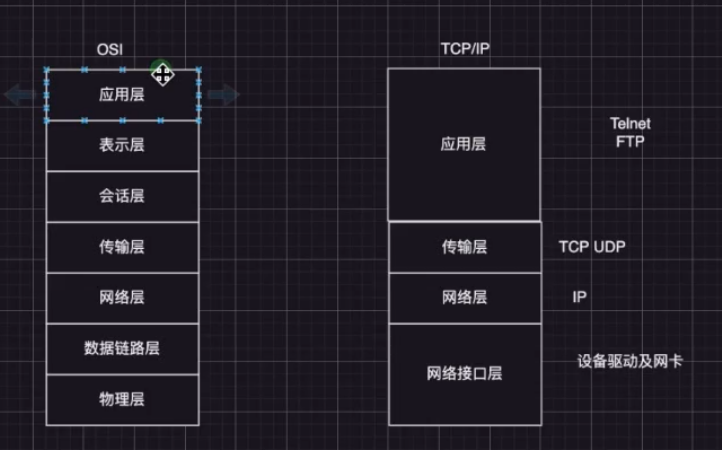 OSI
应用层
表示层
会话层
传输层
网络层
数据链路层
物理层
TCP/IP
应用层
传输层
网络层
网络接口层
Telnet
FTP
TCP UDP
IP
设备驱动及网卡